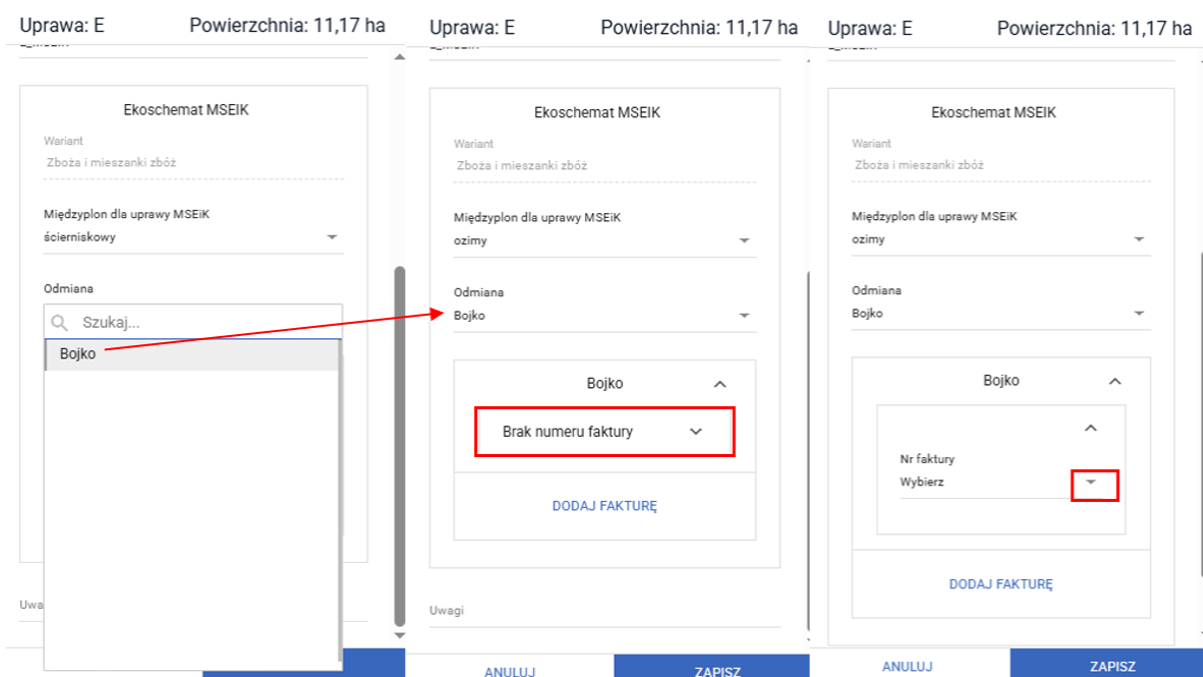 Uprawa: E
Powierzchnia: 11,17 ha
Ekoschemat MSEIK
Wariant
Zboża i mieszanki zbóż
Międzyplon dla uprawy MSEiK
ścierniskowy
Odmiana
Szukaj...
Bojko
Uwa
Uprawa: E
Powierzchnia: 11,17 ha
Ekoschemat MSEIK
Wariant
Zboża i mieszanki zbóż
Międzyplon dla uprawy MSEiK
ozimy
Odmiana
Bojko
Bojko
Brak numeru faktury
DODAJ FAKTURĘ
Uwagi
ANULUJ
ZAPISZ
Uprawa: E
Powierzchnia: 11,17 ha
Ekoschemat MSEIK
Wariant
Zboża i mieszanki zbóż
Międzyplon dla uprawy MSEiK
ozimy
Odmiana
Bojko
Bojko
Nr faktury
Wybierz
DODAJ FAKTURĘ
ANULUJ
ZAPISZ